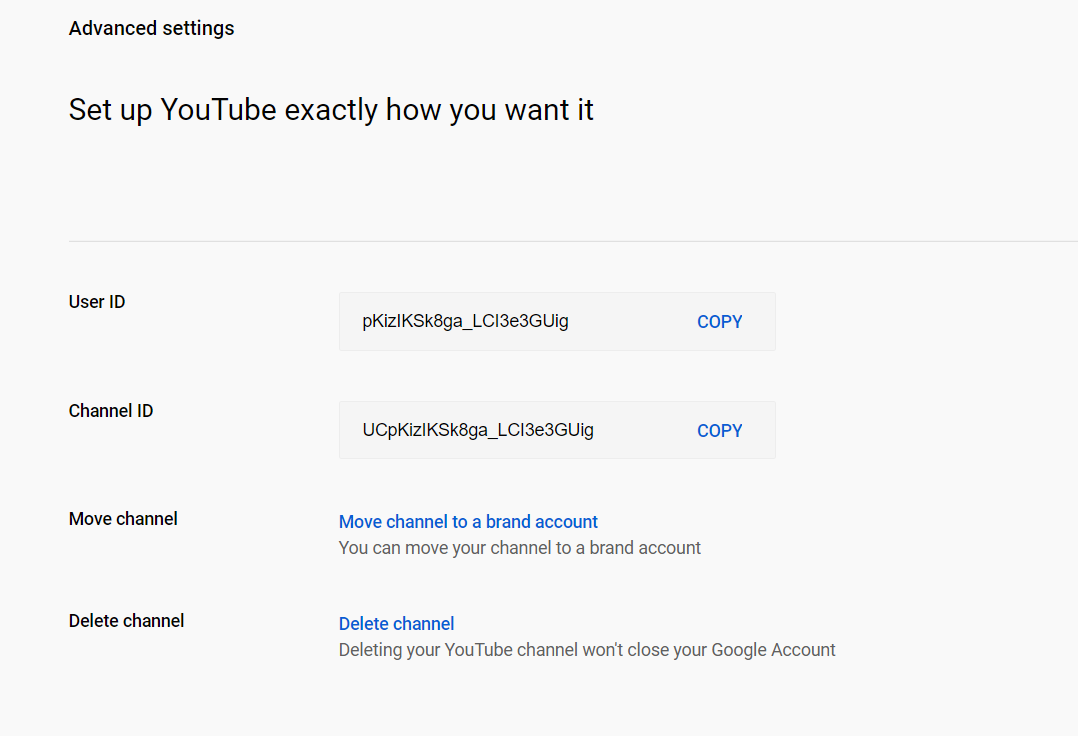 Advanced settings
Set up YouTube exactly how you want it
User ID
pKizIKSk8ga_LCI3e3GUig COPY
Channel ID
UCpKizIKSk8ga_LCI3e3GUig COPY
Move channel
Move channel to a brand account
You can move your channel to a brand account
Delete channel
Delete channel
Deleting your YouTube channel won't close your Google Account